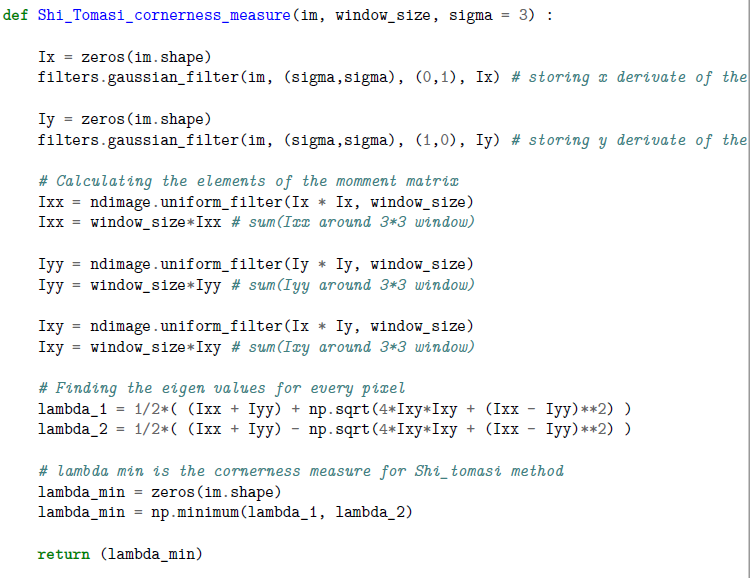 def Shi_Tomasi_cornerness_measure(im, window_size, sigma = 3) :
Ix = zeros(im.shape)
filters.gaussian_filter(im, (sigma,sigma), (0,1), Ix) # storing x derivate of the
Iy = zeros(im.shape)
filters.gaussian_filter(im, (sigma,sigma), (1,0), Iy) # storing y derivate of the
# Calculating the elements of the momment matrix
Ixx = ndimage.uniform_filter(Ix * Ix, window_size)
Ixx = window_size*Ixx # sum(Ixx around 3*3 window)
Iyy = ndimage.uniform_filter(Iy * Iy, window_size)
Iyy = window_size*Iyy # sum(Iyy around 3*3 window)
Ixy = ndimage.uniform_filter(Ix * Iy, window_size)
Ixy = window_size*Ixy # sum(Ixy around 3*3 window)
# Finding the eigen values for every pixel
lambda_1 = 1/2*( (Ixx + Iyy) + np.sqrt(4*Ixy*Ixy + (Ixx - Iyy)**2) )
lambda_2 = 1/2*( (Ixx + Iyy) - np.sqrt(4*Ixy*Ixy + (Ixx - Iyy)**2) )
# lambda min is the cornerness measure for Shi_tomasi method
lambda_min = zeros(im.shape)
lambda_min = np.minimum(lambda_1, lambda_2)
return (lambda_min)